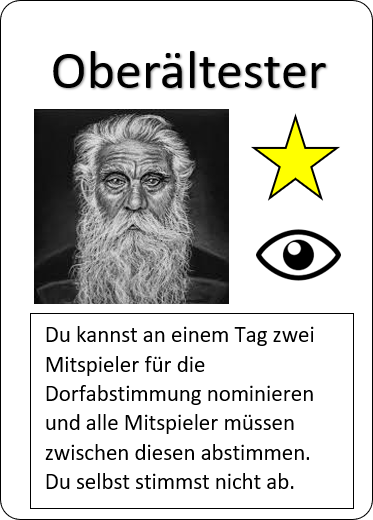 Oberältester
Du kannst an einem Tag zwei
Mitspieler für die
Dorfabstimmung nominieren
und alle Mitspieler müssen
zwischen diesen abstimmen.
Du selbst stimmst nicht ab.